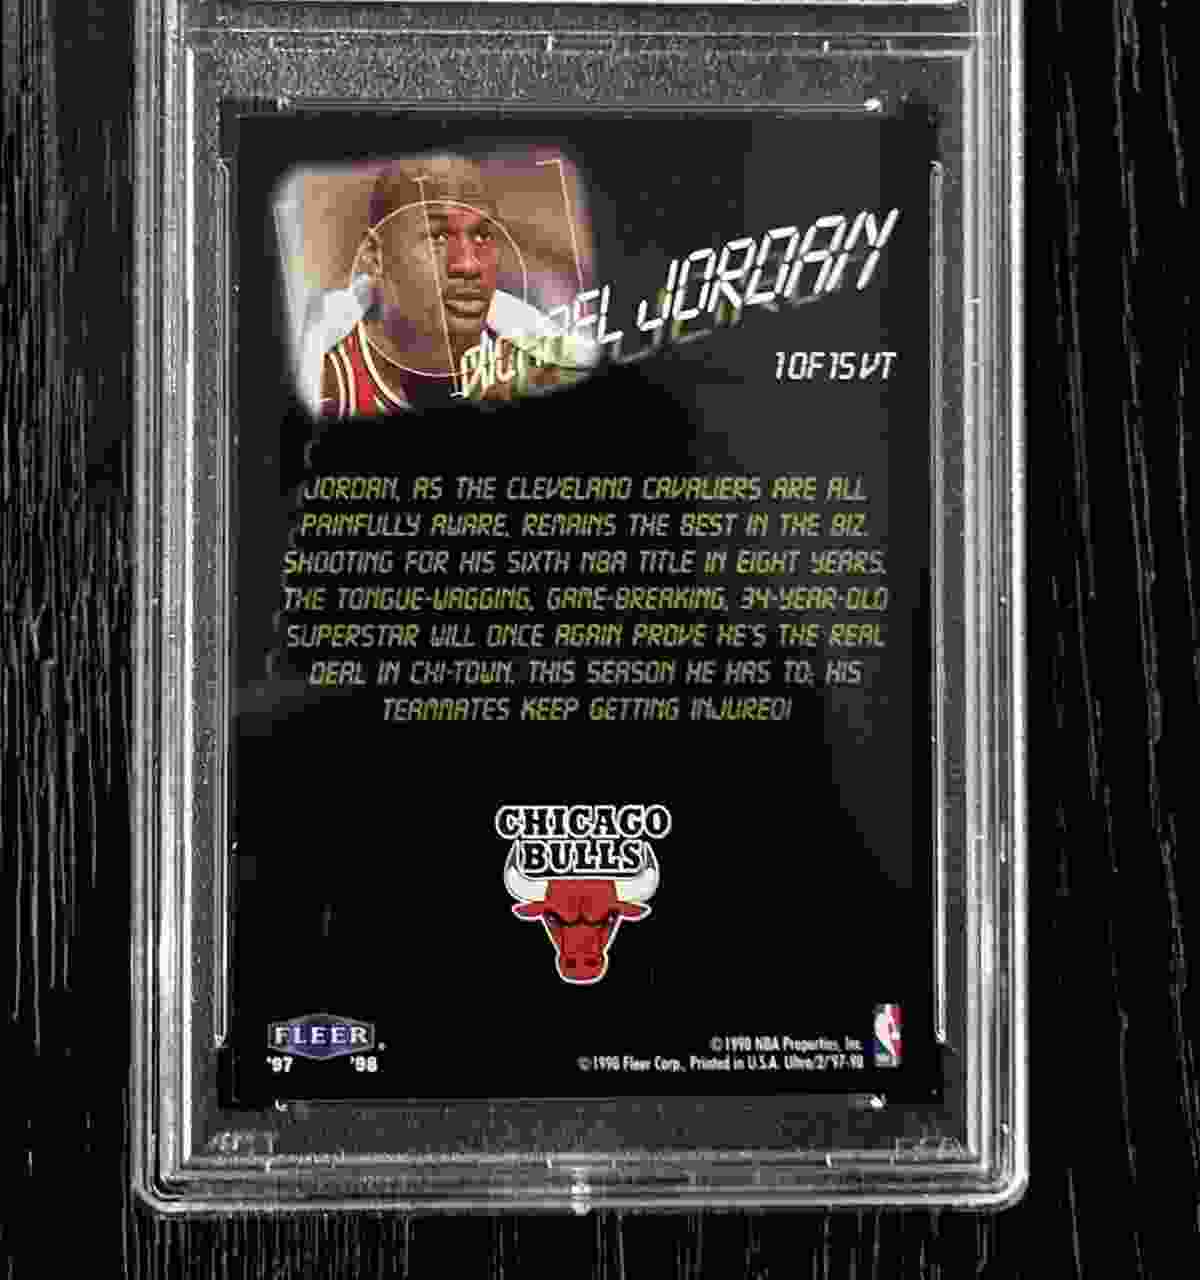 MICHAEL JORDAN
1 OF 15 VT
JORDAN, AS THE CLEVELAND CAVALIERS ARE ALL
PAINFULLY AWARE, REMAINS THE BEST IN THE BIZ.
SHOOTING FOR HIS SIXTH NBA TITLE IN EIGHT YEARS,
THE TONGUE-WAGGING, GAME-BREAKING, 34-YEAR-OLD
SUPERSTAR WILL ONCE AGAIN PROVE HE'S THE REAL
DEAL IN CHI-TOWN. THIS SEASON HE HAS TO; HIS
TEAMMATES KEEP GETTING INJURED!
CHICAGO
BULLS
FLEER
'97 '98
©1998 NBA Properties, Inc.
©1998 Fleer Corp., Printed in U.S.A. Ultra/2/'97-98